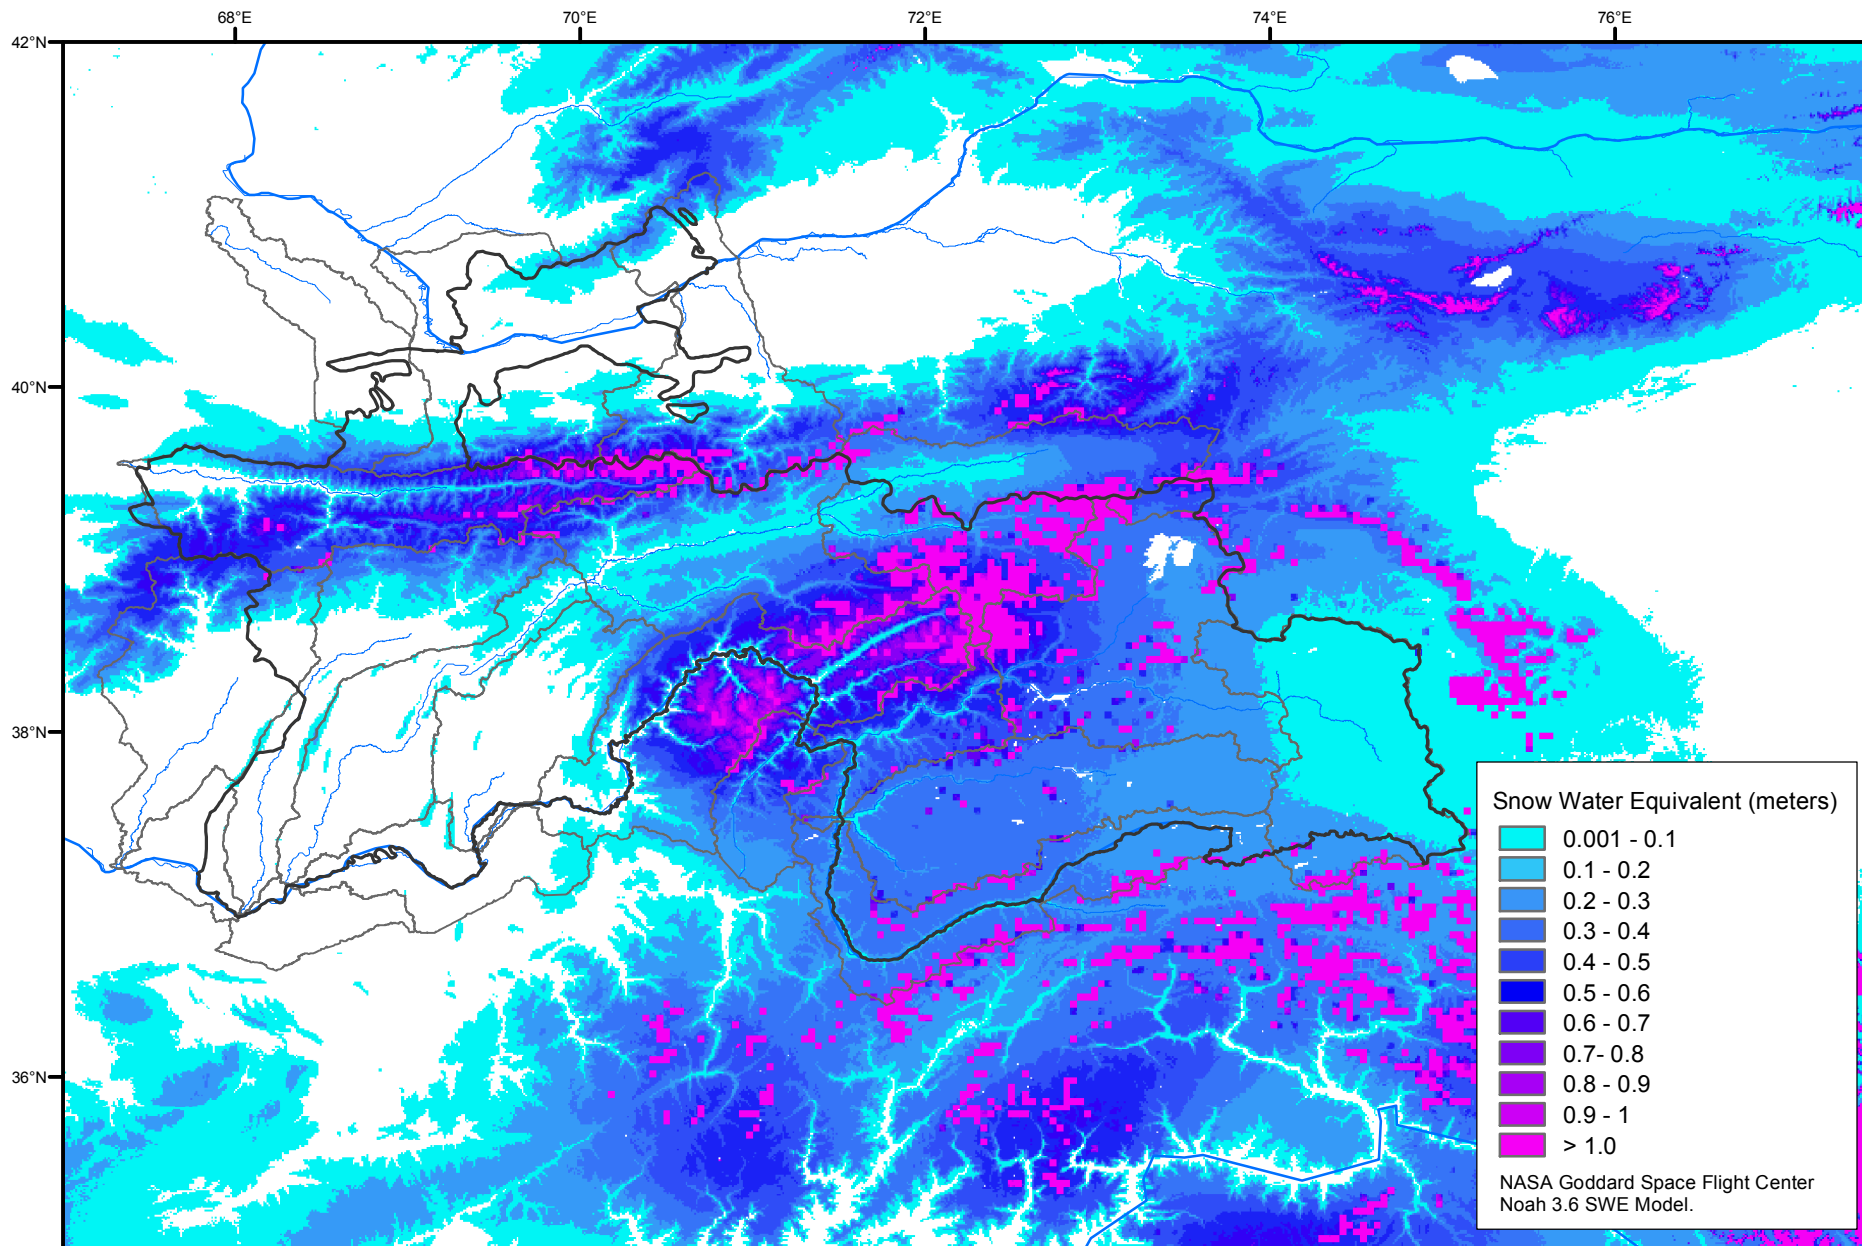 68°E
70°E
72°E
74°E
76°E
42°N
40°N
38°N
36°N
Snow Water Equivalent (meters)
0.001 - 0.1
0.1 - 0.2
0.2 - 0.3
0.3 - 0.4
0.4 - 0.5
0.5 - 0.6
0.6 - 0.7
0.7- 0.8
0.8 - 0.9
0.9 - 1
> 1.0
NASA Goddard Space Flight Center
Noah 3.6 SWE Model.